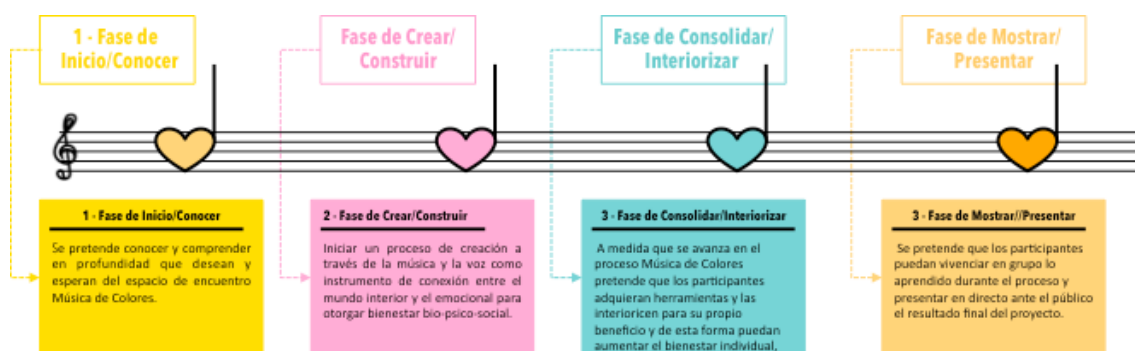 1 - Fase de
Inicio/Conocer
Fase de Crear/
Construir
Fase de Consolidar/
Interiorizar
Fase de Mostrar/
Presentar
1 - Fase de Inicio/Conocer
Se pretende conocer y comprender
en profundidad que desean y
esperan del espacio de encuentro
Música de Colores.
2 - Fase de Crear/Construir
Iniciar un proceso de creación a
través de la música y la voz como
instrumento de conexión entre el
mundo interior y el emocional para
otorgar bienestar bio-psico-social.
3 - Fase de Consolidar/Interiorizar
A medida que se avanza en el
proceso Música de Colores
pretende que los participantes
adquieran herramientas y las
interioricen para su propio
beneficio y de esta forma puedan
aumentar el bienestar individual,
3 - Fase de Mostrar//Presentar
Se pretende que los participantes
puedan vivenciar en grupo lo
aprendido durante el proceso y
presentar en directo ante el público
el resultado final del proyecto.